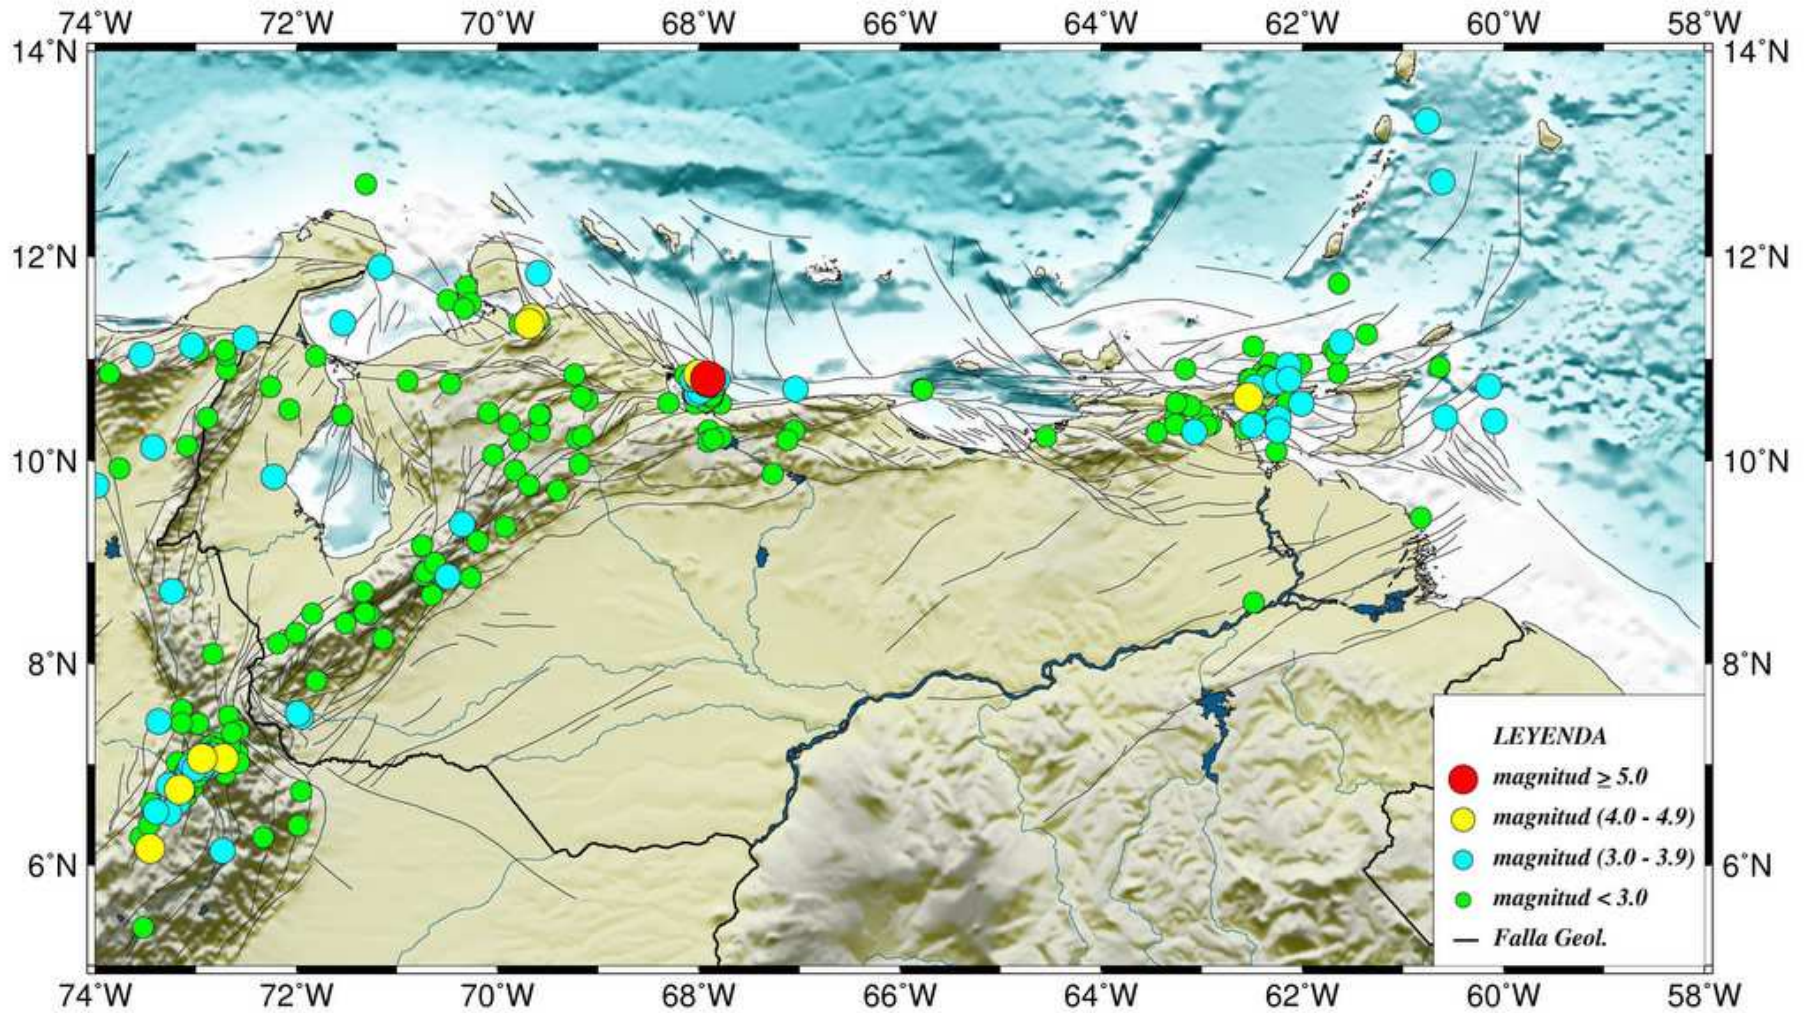 74°W 72°W 70°W 68°W 66°W 64°W 62°W 60°W 58°W
14°N 14°N
12°N 12°N
10°N 10°N
8°N 8°N
LEYENDA
magnitud ≥ 5.0
magnitud (4.0 - 4.9)
magnitud (3.0 - 3.9)
6°N 6°N
magnitud < 3.0
Falla Geol.
74°W 72°W 70°W 68°W 66°W 64°W 62°W 60°W 58°W